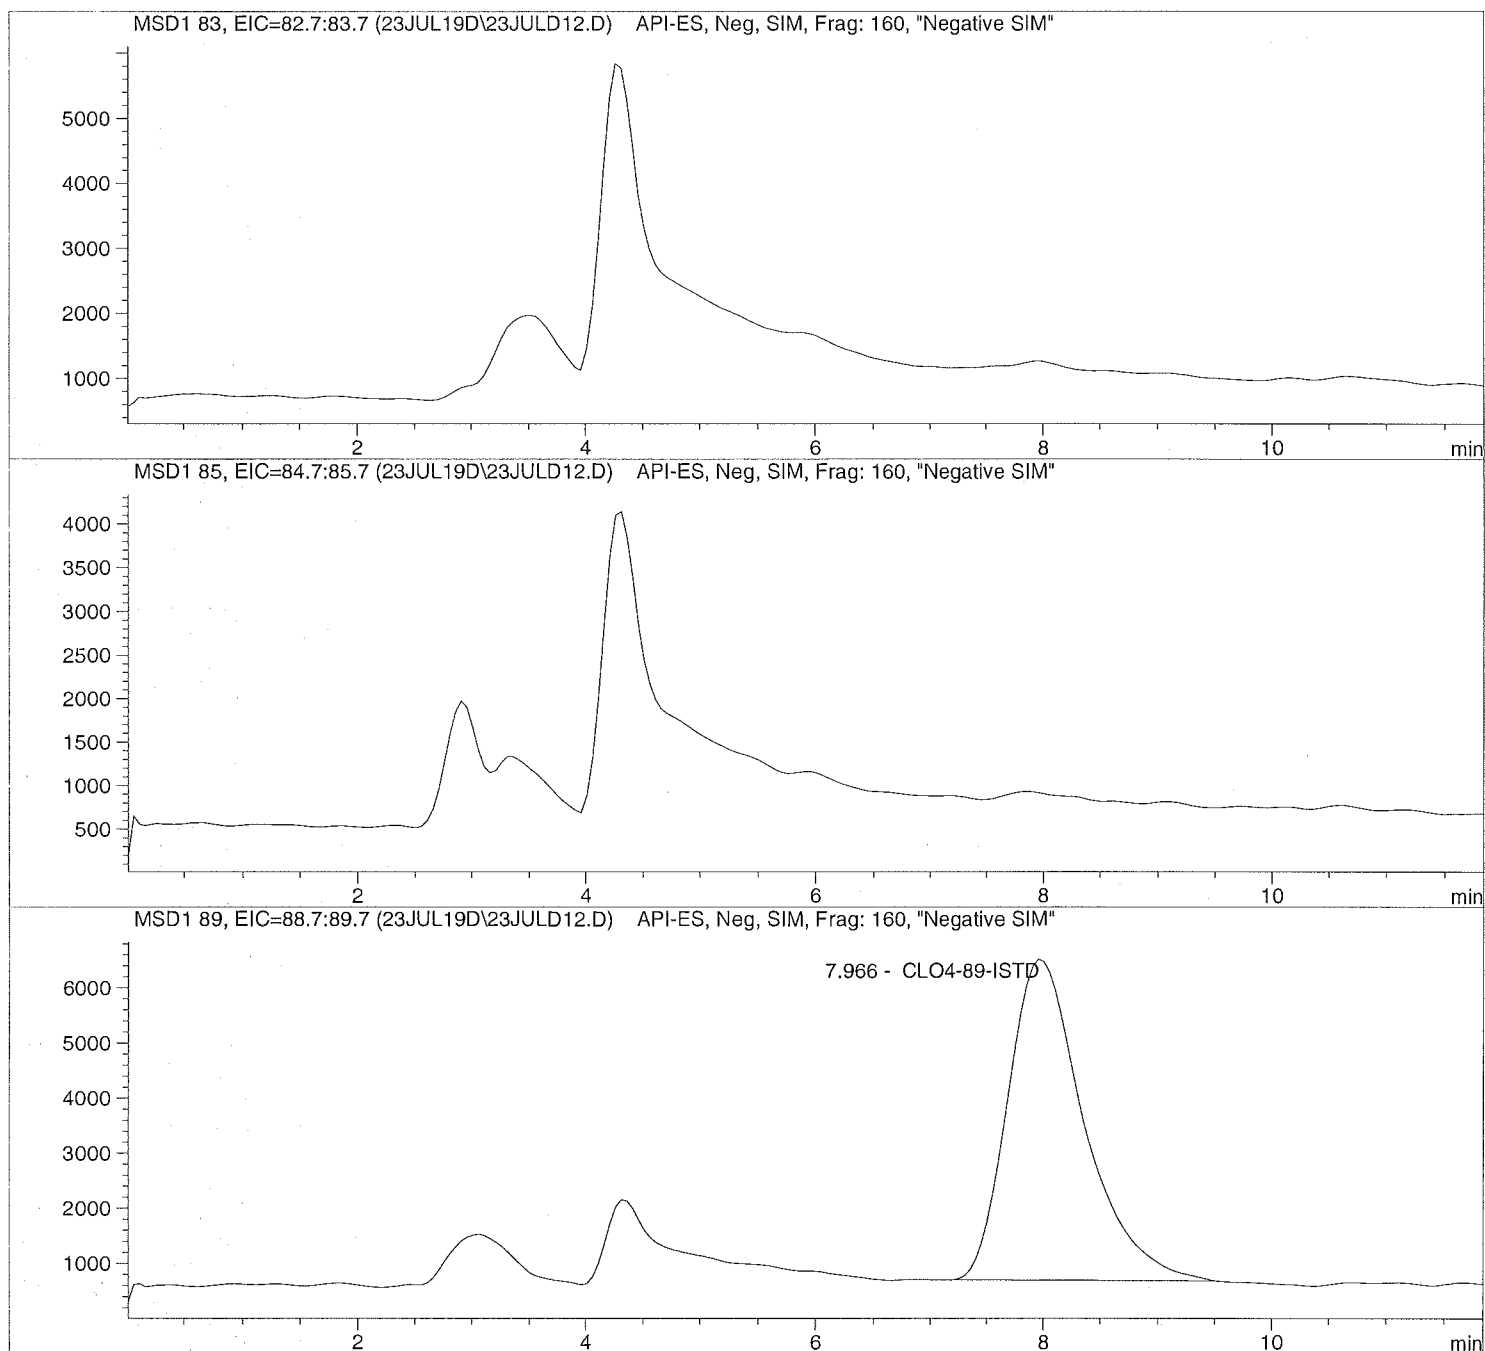 MSD1 83, EIC=82.7:83.7 (23JUL19D\23JULD12.D) API-ES, Neg, SIM, Frag: 160, "Negative SIM"
5000
4000
3000
2000
1000
2 4 6 8 10 min
MSD1 85, EIC=84.7:85.7 (23JUL19D\23JULD12.D) API-ES, Neg, SIM, Frag: 160, "Negative SIM"
4000
3500
3000
2500
2000
1500
1000
500
2 4 6 8 10 min
MSD1 89, EIC=88.7:89.7 (23JUL19D\23JULD12.D) API-ES, Neg, SIM, Frag: 160, "Negative SIM"
7.966 - CLO4-89-ISTD
6000
5000
4000
3000
2000
1000
2 4 6 8 10 min